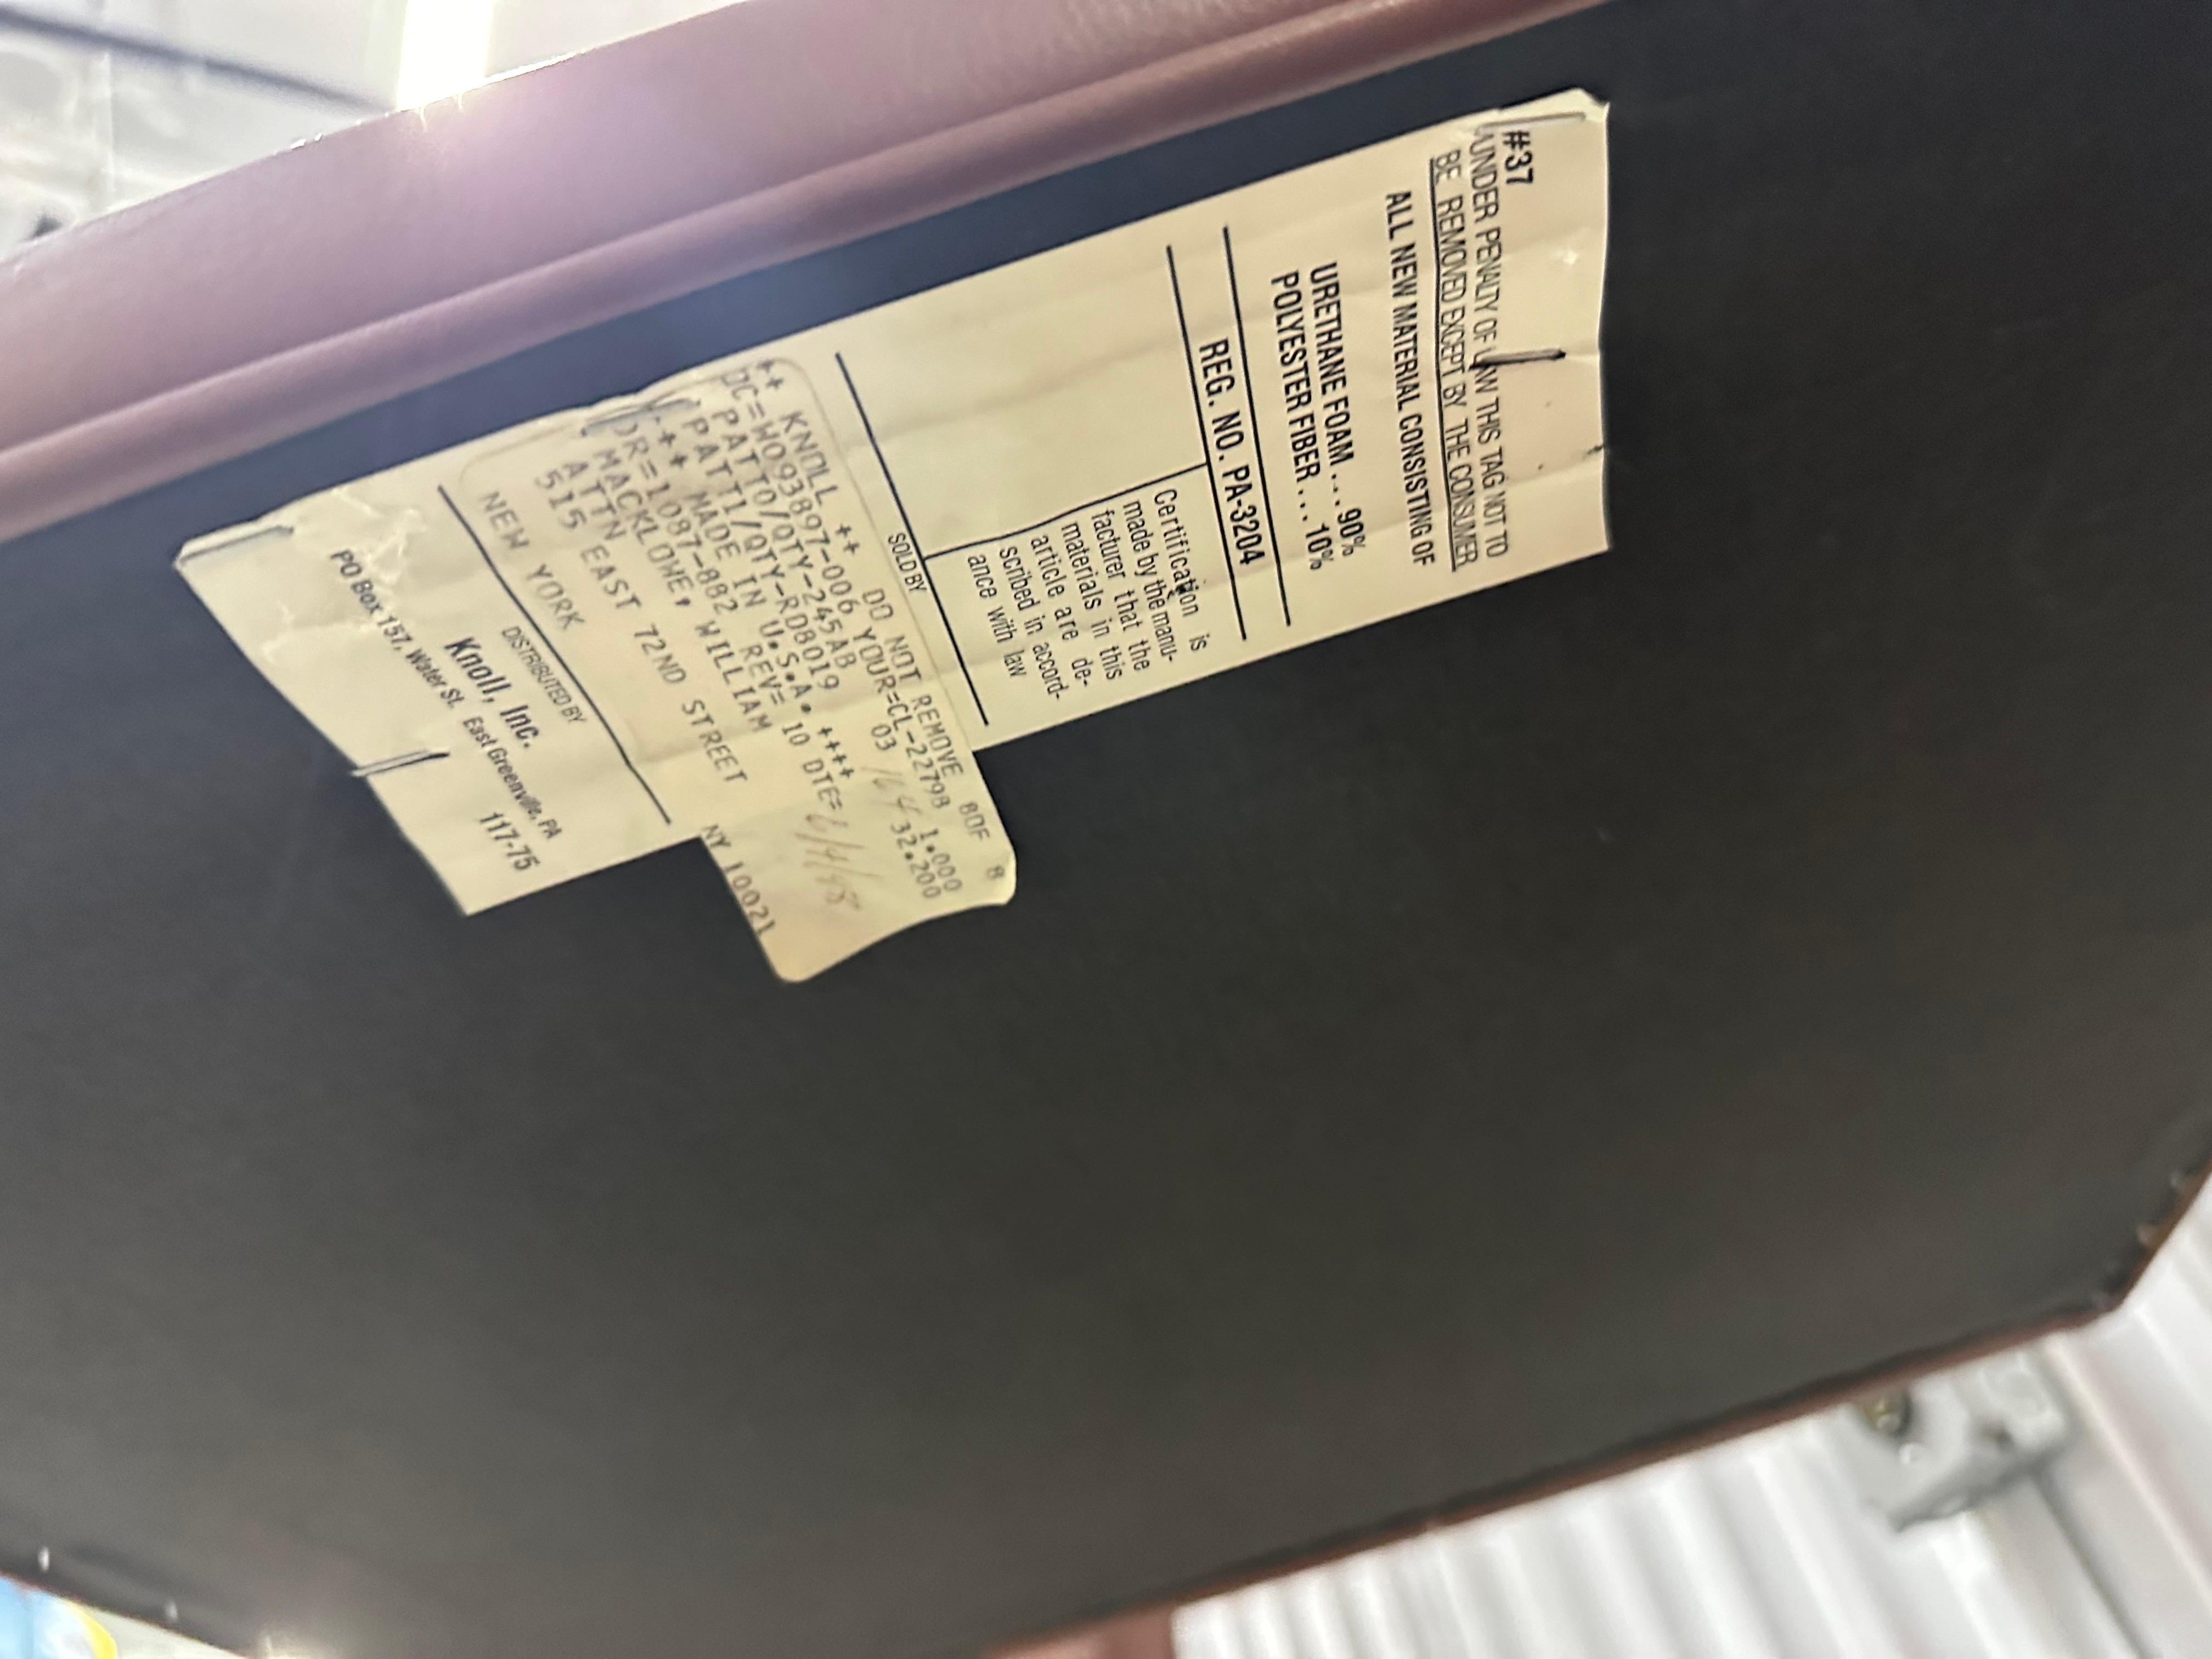 #37
UNDER PENALTY OF LAW THIS TAG NOT TO
BE REMOVED EXCEPT BY THE CONSUMER
ALL NEW MATERIAL CONSISTING OF
URETHANE FOAM . . . 90%
POLYESTER FIBER . . . 10%
REG. NO. PA-3204
Certification is
made by the manu-
facturer that the
materials in this
article are de-
scribed in accord-
ance with law
SOLD BY
++ KNOLL ++ DO NOT REMOVE BOF 8
OC=W093897-006 YOUR=CL-22798 1.000
PATTO/QTY-245AB 03 32.200
PATT1/QTY-RD8019
++ MADE IN U.S.A. ++++
OR=1087-882 REV= 10 DTE=
MACKLOWE, WILLIAM
ATTN
515 EAST 72ND STREET
NEW YORK NY 10021
DISTRIBUTED BY
Knoll, Inc.
PO Box 157, Water St. East Greenville, PA
117-75